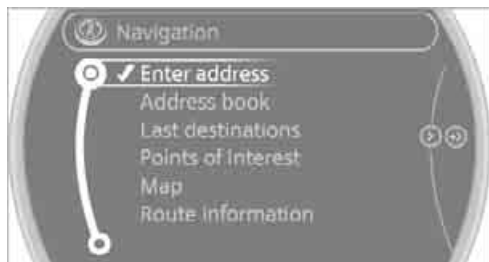 Navigation
Enter address
Address book
Last destinations
Points of Interest
Map
Route information